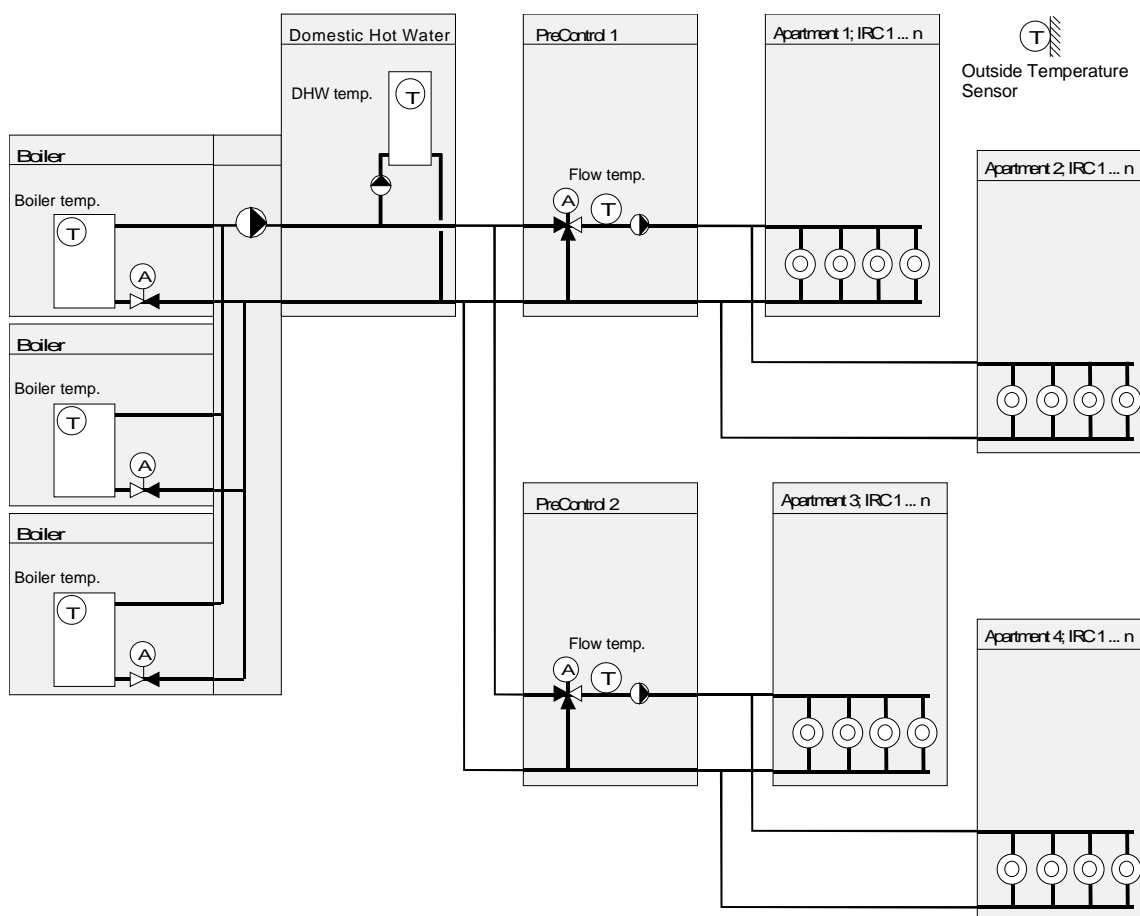 Domestic Hot Water
DHW temp.
T
PreControl 1
Flow temp.
A
T
Apartment 1; IRC 1 ... n
T
Outside Temperature
Sensor
Apartment 2; IRC 1 ... n
Boiler
Boiler temp.
T
A
Boiler
Boiler temp.
T
A
Boiler
Boiler temp.
T
A
PreControl 2
Flow temp.
A
T
Apartment 3; IRC 1 ... n
Apartment 4; IRC 1 ... n